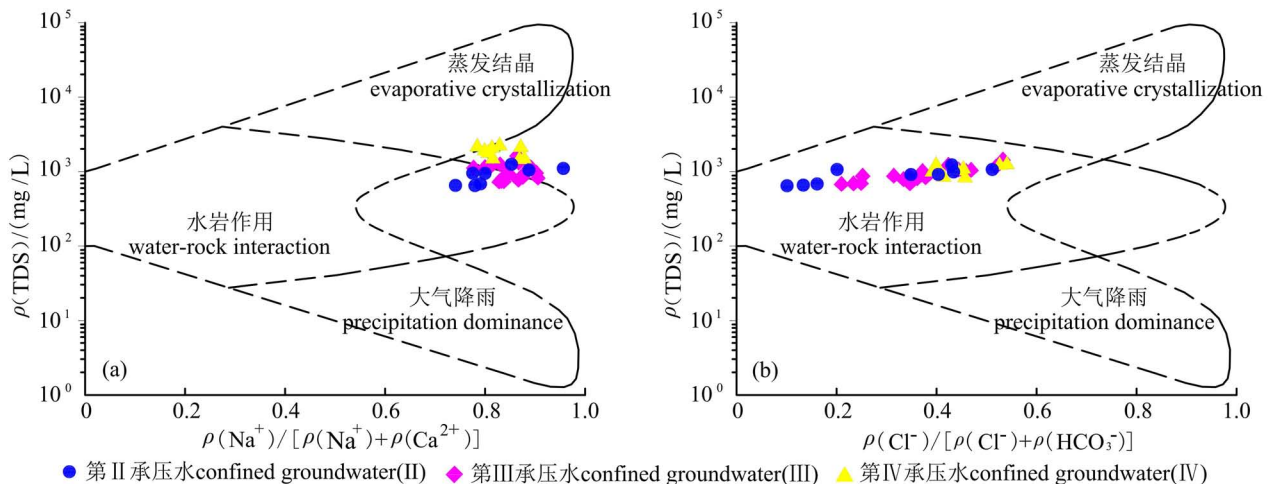 10⁵
10⁴
10³
10²
10¹
10⁰
ρ(TDS)/(mg/L)
蒸发结晶
evaporative crystallization
水岩作用
water-rock interaction
大气降雨
precipitation dominance
(a)
0 0.2 0.4 0.6 0.8 1.0
ρ(Na⁺)/[ρ(Na⁺)+ρ(Ca²⁺)]
10⁵
10⁴
10³
10²
10¹
10⁰
ρ(TDS)/(mg/L)
蒸发结晶
evaporative crystallization
水岩作用
water-rock interaction
大气降雨
precipitation dominance
(b)
0 0.2 0.4 0.6 0.8 1.0
ρ(Cl⁻)/[ρ(Cl⁻)+ρ(HCO₃⁻)]
第Ⅱ承压水confined groundwater(II) 第Ⅲ承压水confined groundwater(III) 第Ⅳ承压水confined groundwater(Ⅳ)